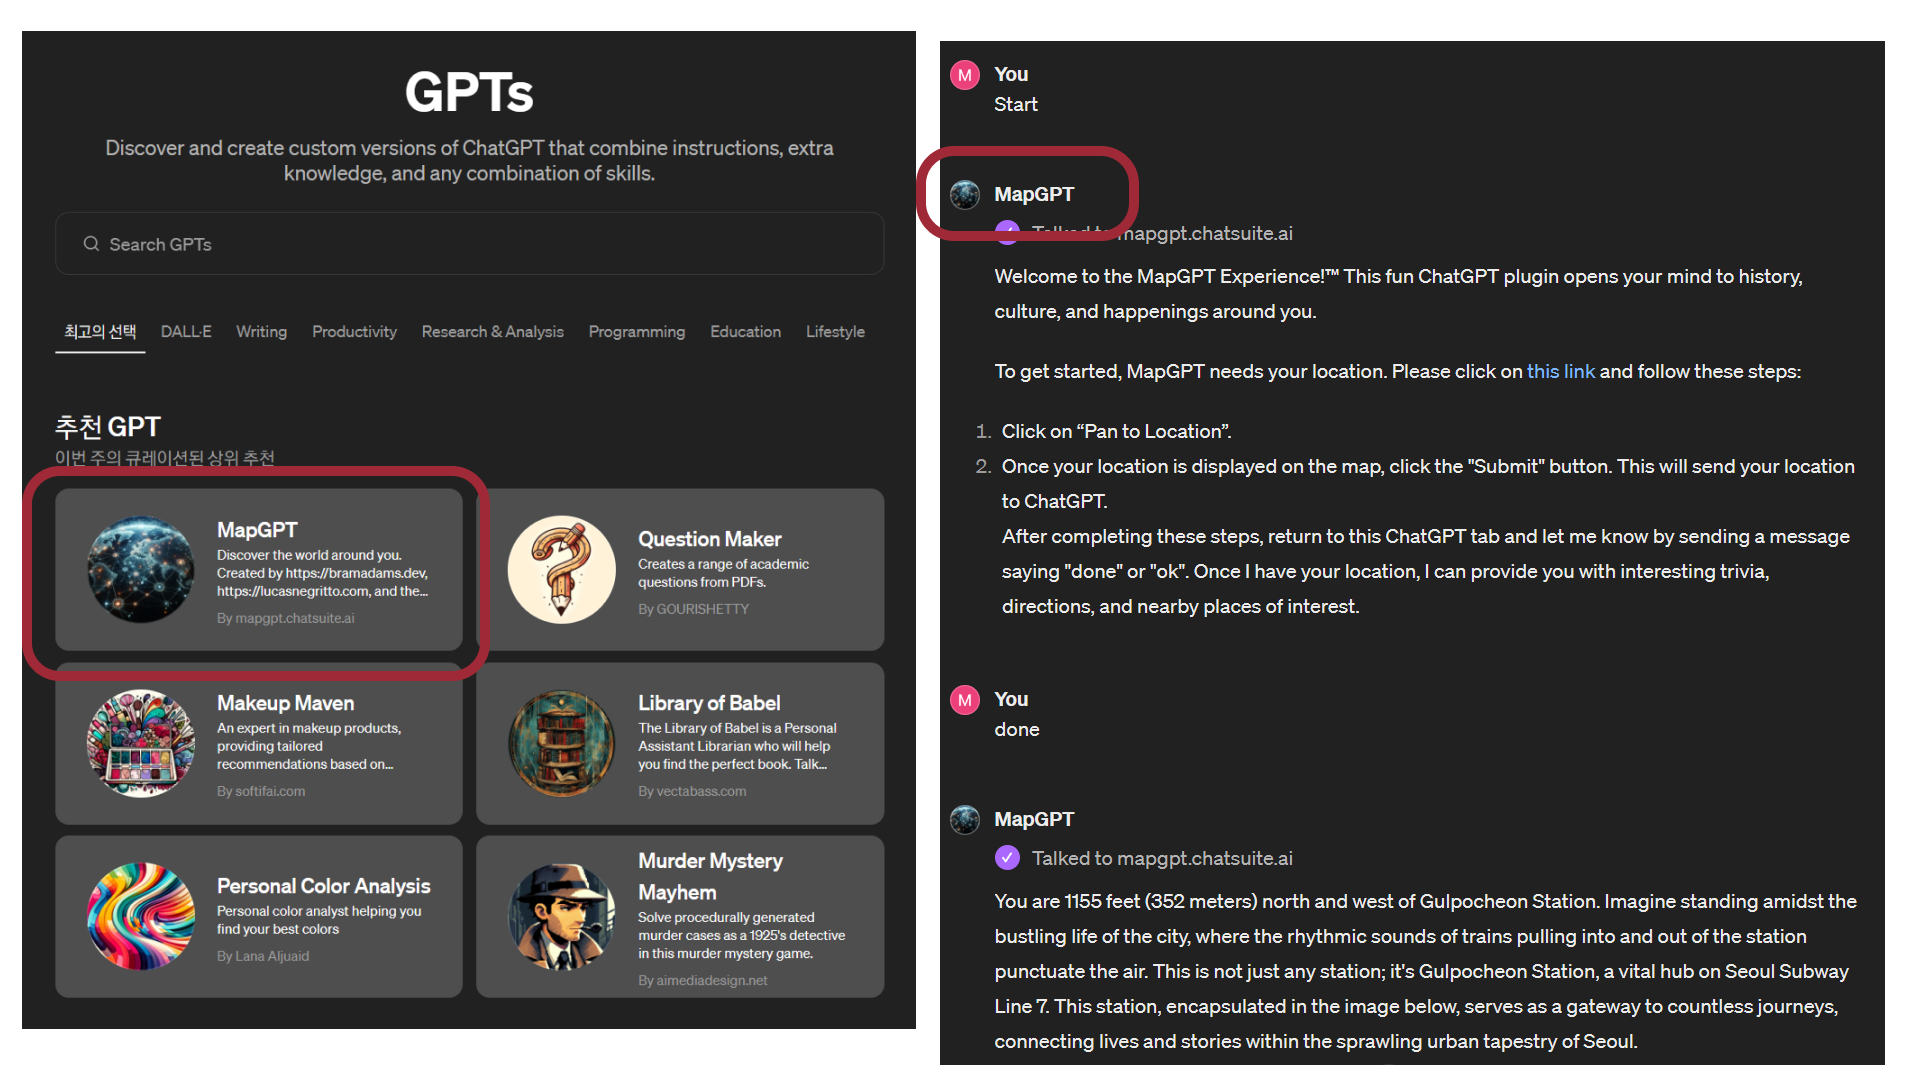 GPTs
Discover and create custom versions of ChatGPT that combine instructions, extra
knowledge, and any combination of skills.
Search GPTs
최고의 선택
DALL·E
Writing
Productivity
Research & Analysis
Programming
Education
Lifestyle
추천 GPT
이번 주의 큐레이션된 상위 추천
MapGPT
Discover the world around you.
Created by https://bramadams.dev,
https://lucasnegritto.com, and the...
By mapgpt.chatsuite.ai
Question Maker
Creates a range of academic
questions from PDFs.
By GOURISHETTY
Makeup Maven
An expert in makeup products,
providing tailored
recommendations based on...
By softifai.com
Library of Babel
The Library of Babel is a Personal
Assistant Librarian who will help
you find the perfect book. Talk...
By vectabass.com
Personal Color Analysis
Personal color analyst helping you
find your best colors
By Lana Aljuaid
Murder Mystery
Mayhem
Solve procedurally generated
murder cases as a 1925's detective
in this murder mystery game.
By aimediadesign.net
M
You
Start
MapGPT
Talked to mapgpt.chatsuite.ai
Welcome to the MapGPT Experience!™ This fun ChatGPT plugin opens your mind to history,
culture, and happenings around you.
To get started, MapGPT needs your location. Please click on this link and follow these steps:
1. Click on “Pan to Location”.
2. Once your location is displayed on the map, click the "Submit" button. This will send your location
to ChatGPT.
After completing these steps, return to this ChatGPT tab and let me know by sending a message
saying "done" or "ok". Once I have your location, I can provide you with interesting trivia,
directions, and nearby places of interest.
M
You
done
MapGPT
Talked to mapgpt.chatsuite.ai
You are 1155 feet (352 meters) north and west of Gulpocheon Station. Imagine standing amidst the
bustling life of the city, where the rhythmic sounds of trains pulling into and out of the station
punctuate the air. This is not just any station; it's Gulpocheon Station, a vital hub on Seoul Subway
Line 7. This station, encapsulated in the image below, serves as a gateway to countless journeys,
connecting lives and stories within the sprawling urban tapestry of Seoul.